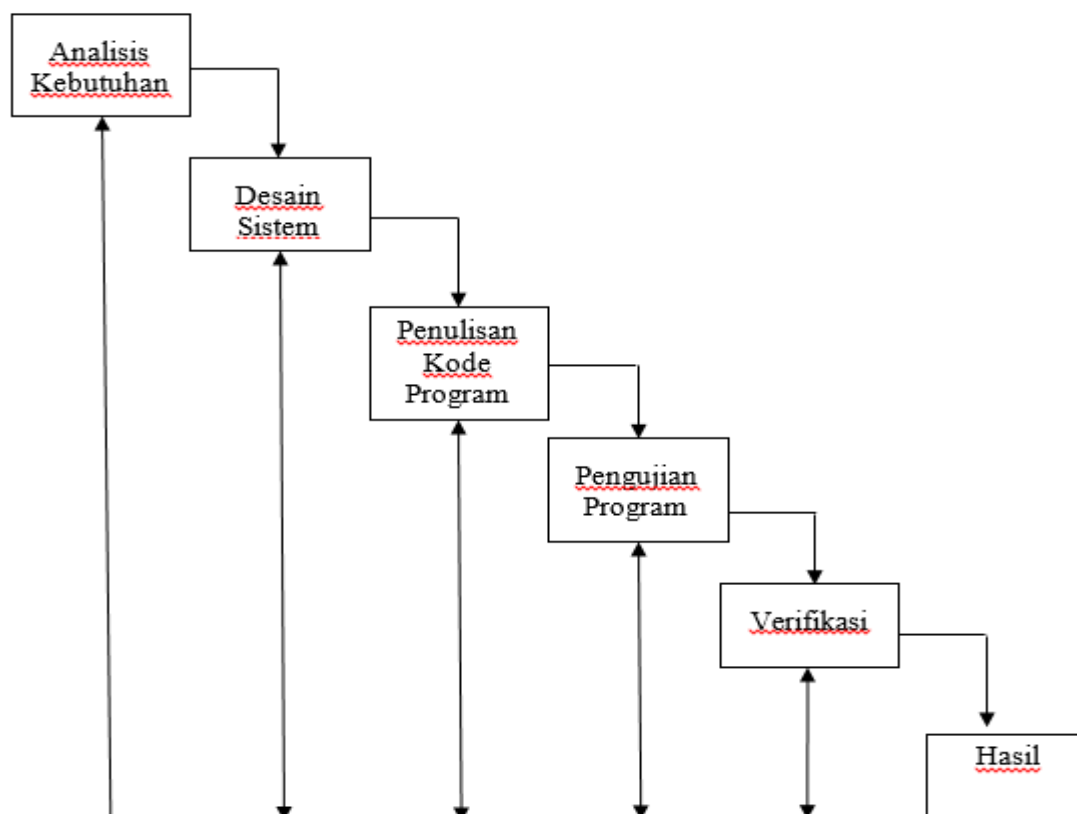 Analisis
Kebutuhan
Desain
Sistem
Penulisan
Kode
Program
Pengujian
Program
Verifikasi
Hasil